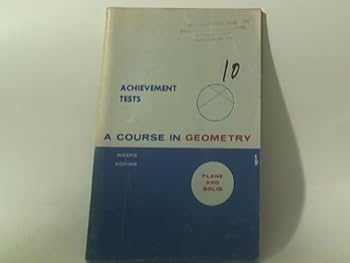 10
ACHIEVEMENT
TESTS
A COURSE IN GEOMETRY
WEEKS
ADKINS
PLANE
AND
SOLID